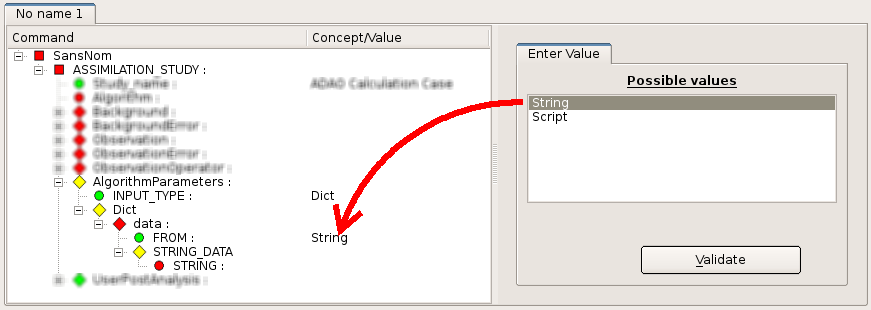 No name 1
Command Concept/Value
SansNom
ASSIMILATION_STUDY :
Study_name : ADAO Calculation Case
Algorithm :
Background :
BackgroundError :
Observation :
ObservationError :
ObservationOperator :
AlgorithmParameters :
INPUT_TYPE : Dict
Dict
data :
FROM : String
STRING_DATA
STRING :
UserPostAnalysis :
Enter Value
Possible values
String
Script
Validate